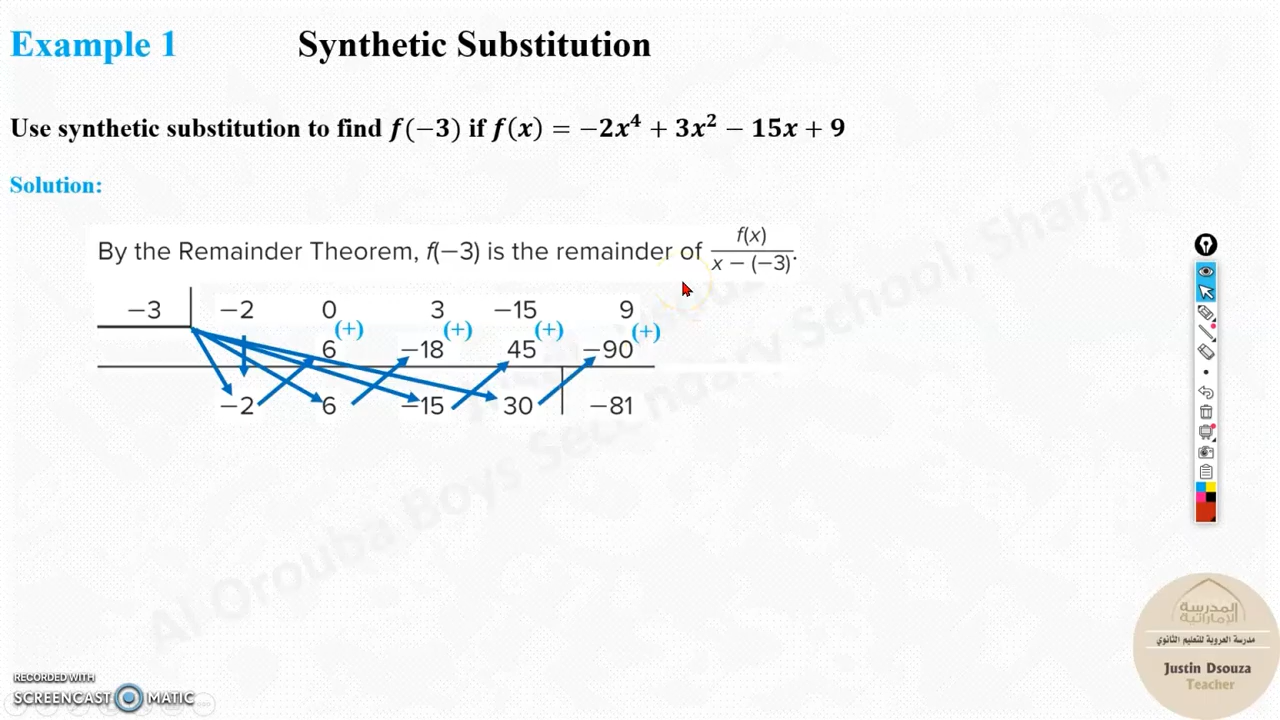 Example 1 Synthetic Substitution
Use synthetic substitution to find f(−3) if f(x) = −2x⁴ + 3x² − 15x + 9
Solution:
By the Remainder Theorem, f(−3) is the remainder of f(x) / x − (−3).
−3 −2 0 3 −15 9
(+) (+) (+) (+)
6 −18 45 −90
−2 6 −15 30 −81
Al Orouba Boys Secondary School, Sharjah
المدرسة
الإماراتية
مدرسة العروبة للتعليم الثانوي
Justin Dsouza
Teacher
RECORDED WITH
SCREENCAST MATIC